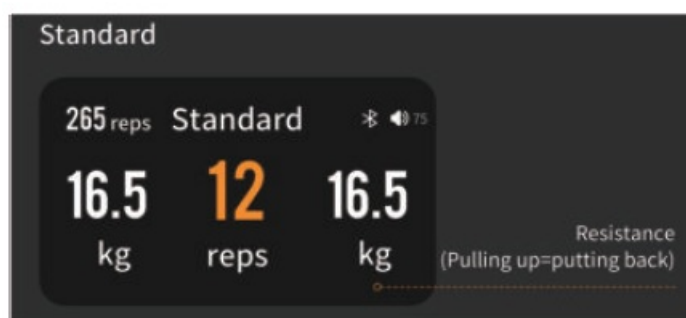 Standard
265 reps Standard 75
16.5 12 16.5
kg reps kg
Resistance
(Pulling up=putting back)